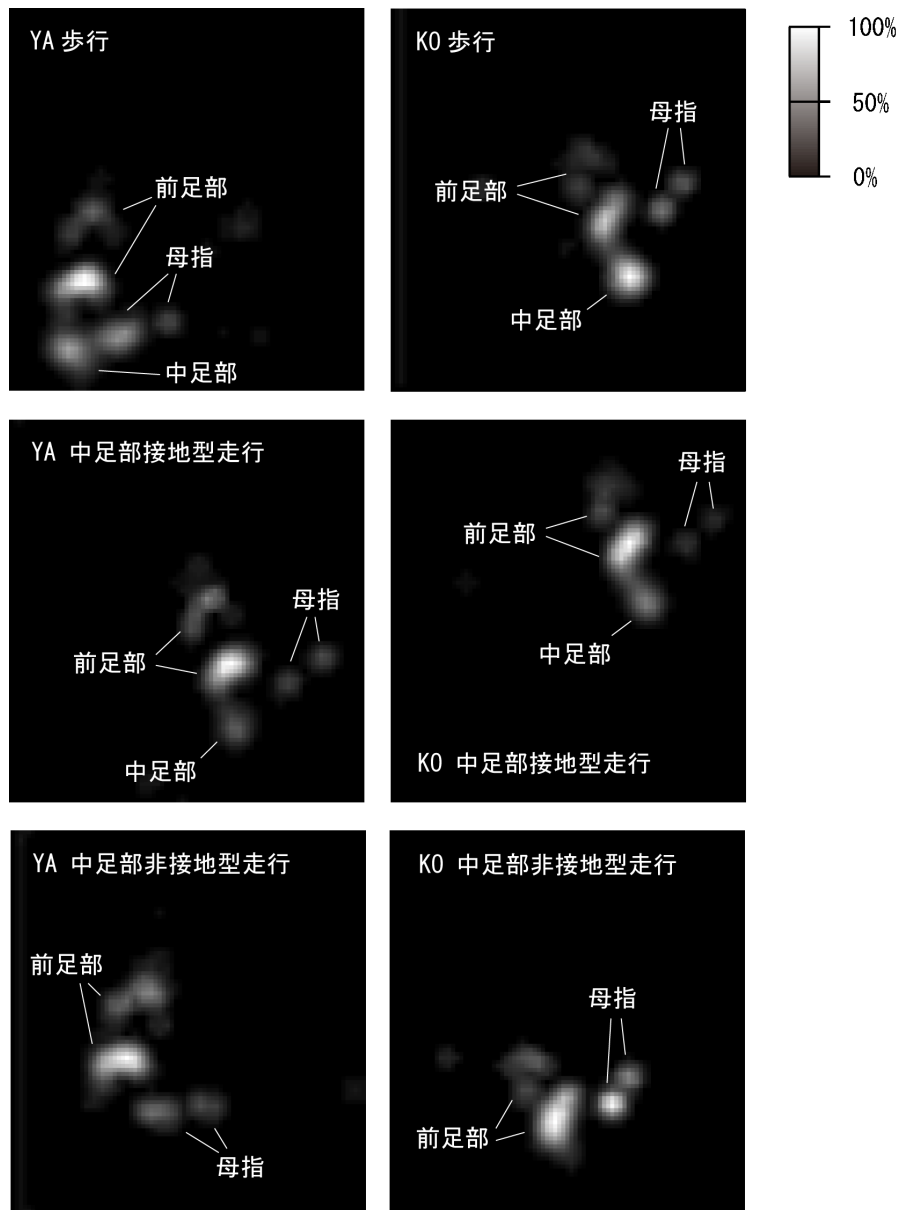 YA 歩行
前足部
母指
中足部
KO 歩行
母指
前足部
中足部
100%
50%
0%
YA 中足部接地型走行
母指
前足部
中足部
母指
前足部
中足部
KO 中足部接地型走行
YA 中足部非接地型走行
前足部
母指
KO 中足部非接地型走行
母指
前足部